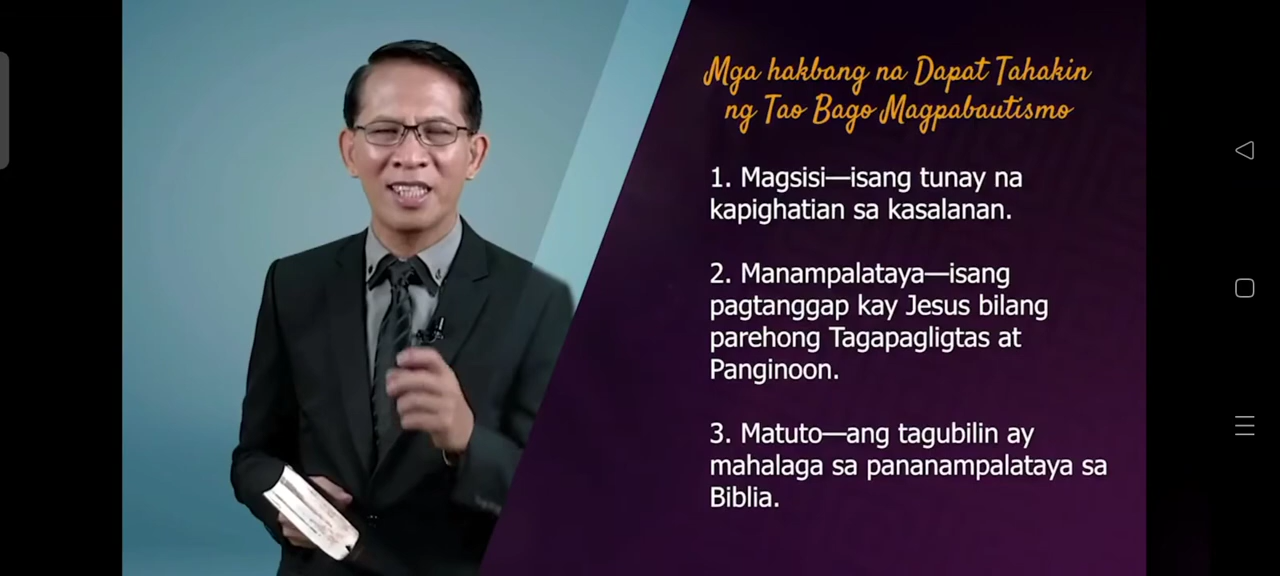 Mga hakbang na Dapat Tahakin
ng Tao Bago Magpabautismo
1. Magsisi—isang tunay na
kapighatian sa kasalanan.
2. Manampalataya—isang
pagtanggap kay Jesus bilang
parehong Tagapagligtas at
Panginoon.
3. Matuto—ang tagubilin ay
mahalaga sa pananampalataya sa
Biblia.